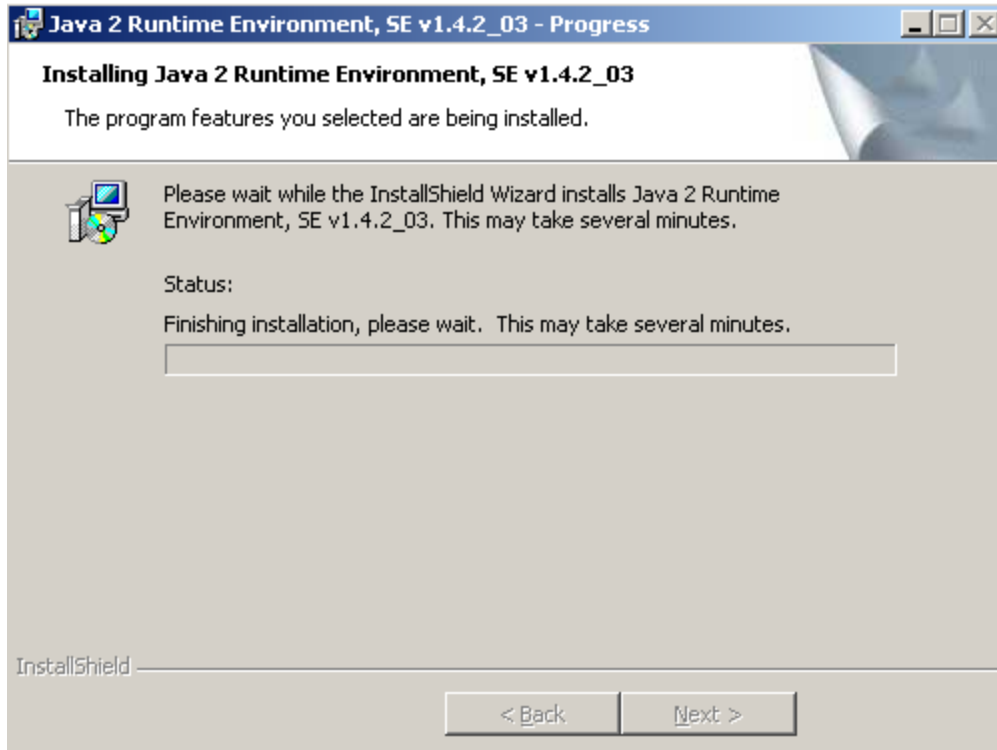 Java 2 Runtime Environment, SE v1.4.2_03 - Progress
Installing Java 2 Runtime Environment, SE v1.4.2_03
The program features you selected are being installed.
Please wait while the InstallShield Wizard installs Java 2 Runtime
Environment, SE v1.4.2_03. This may take several minutes.
Status:
Finishing installation, please wait.  This may take several minutes.
InstallShield
< Back
Next >